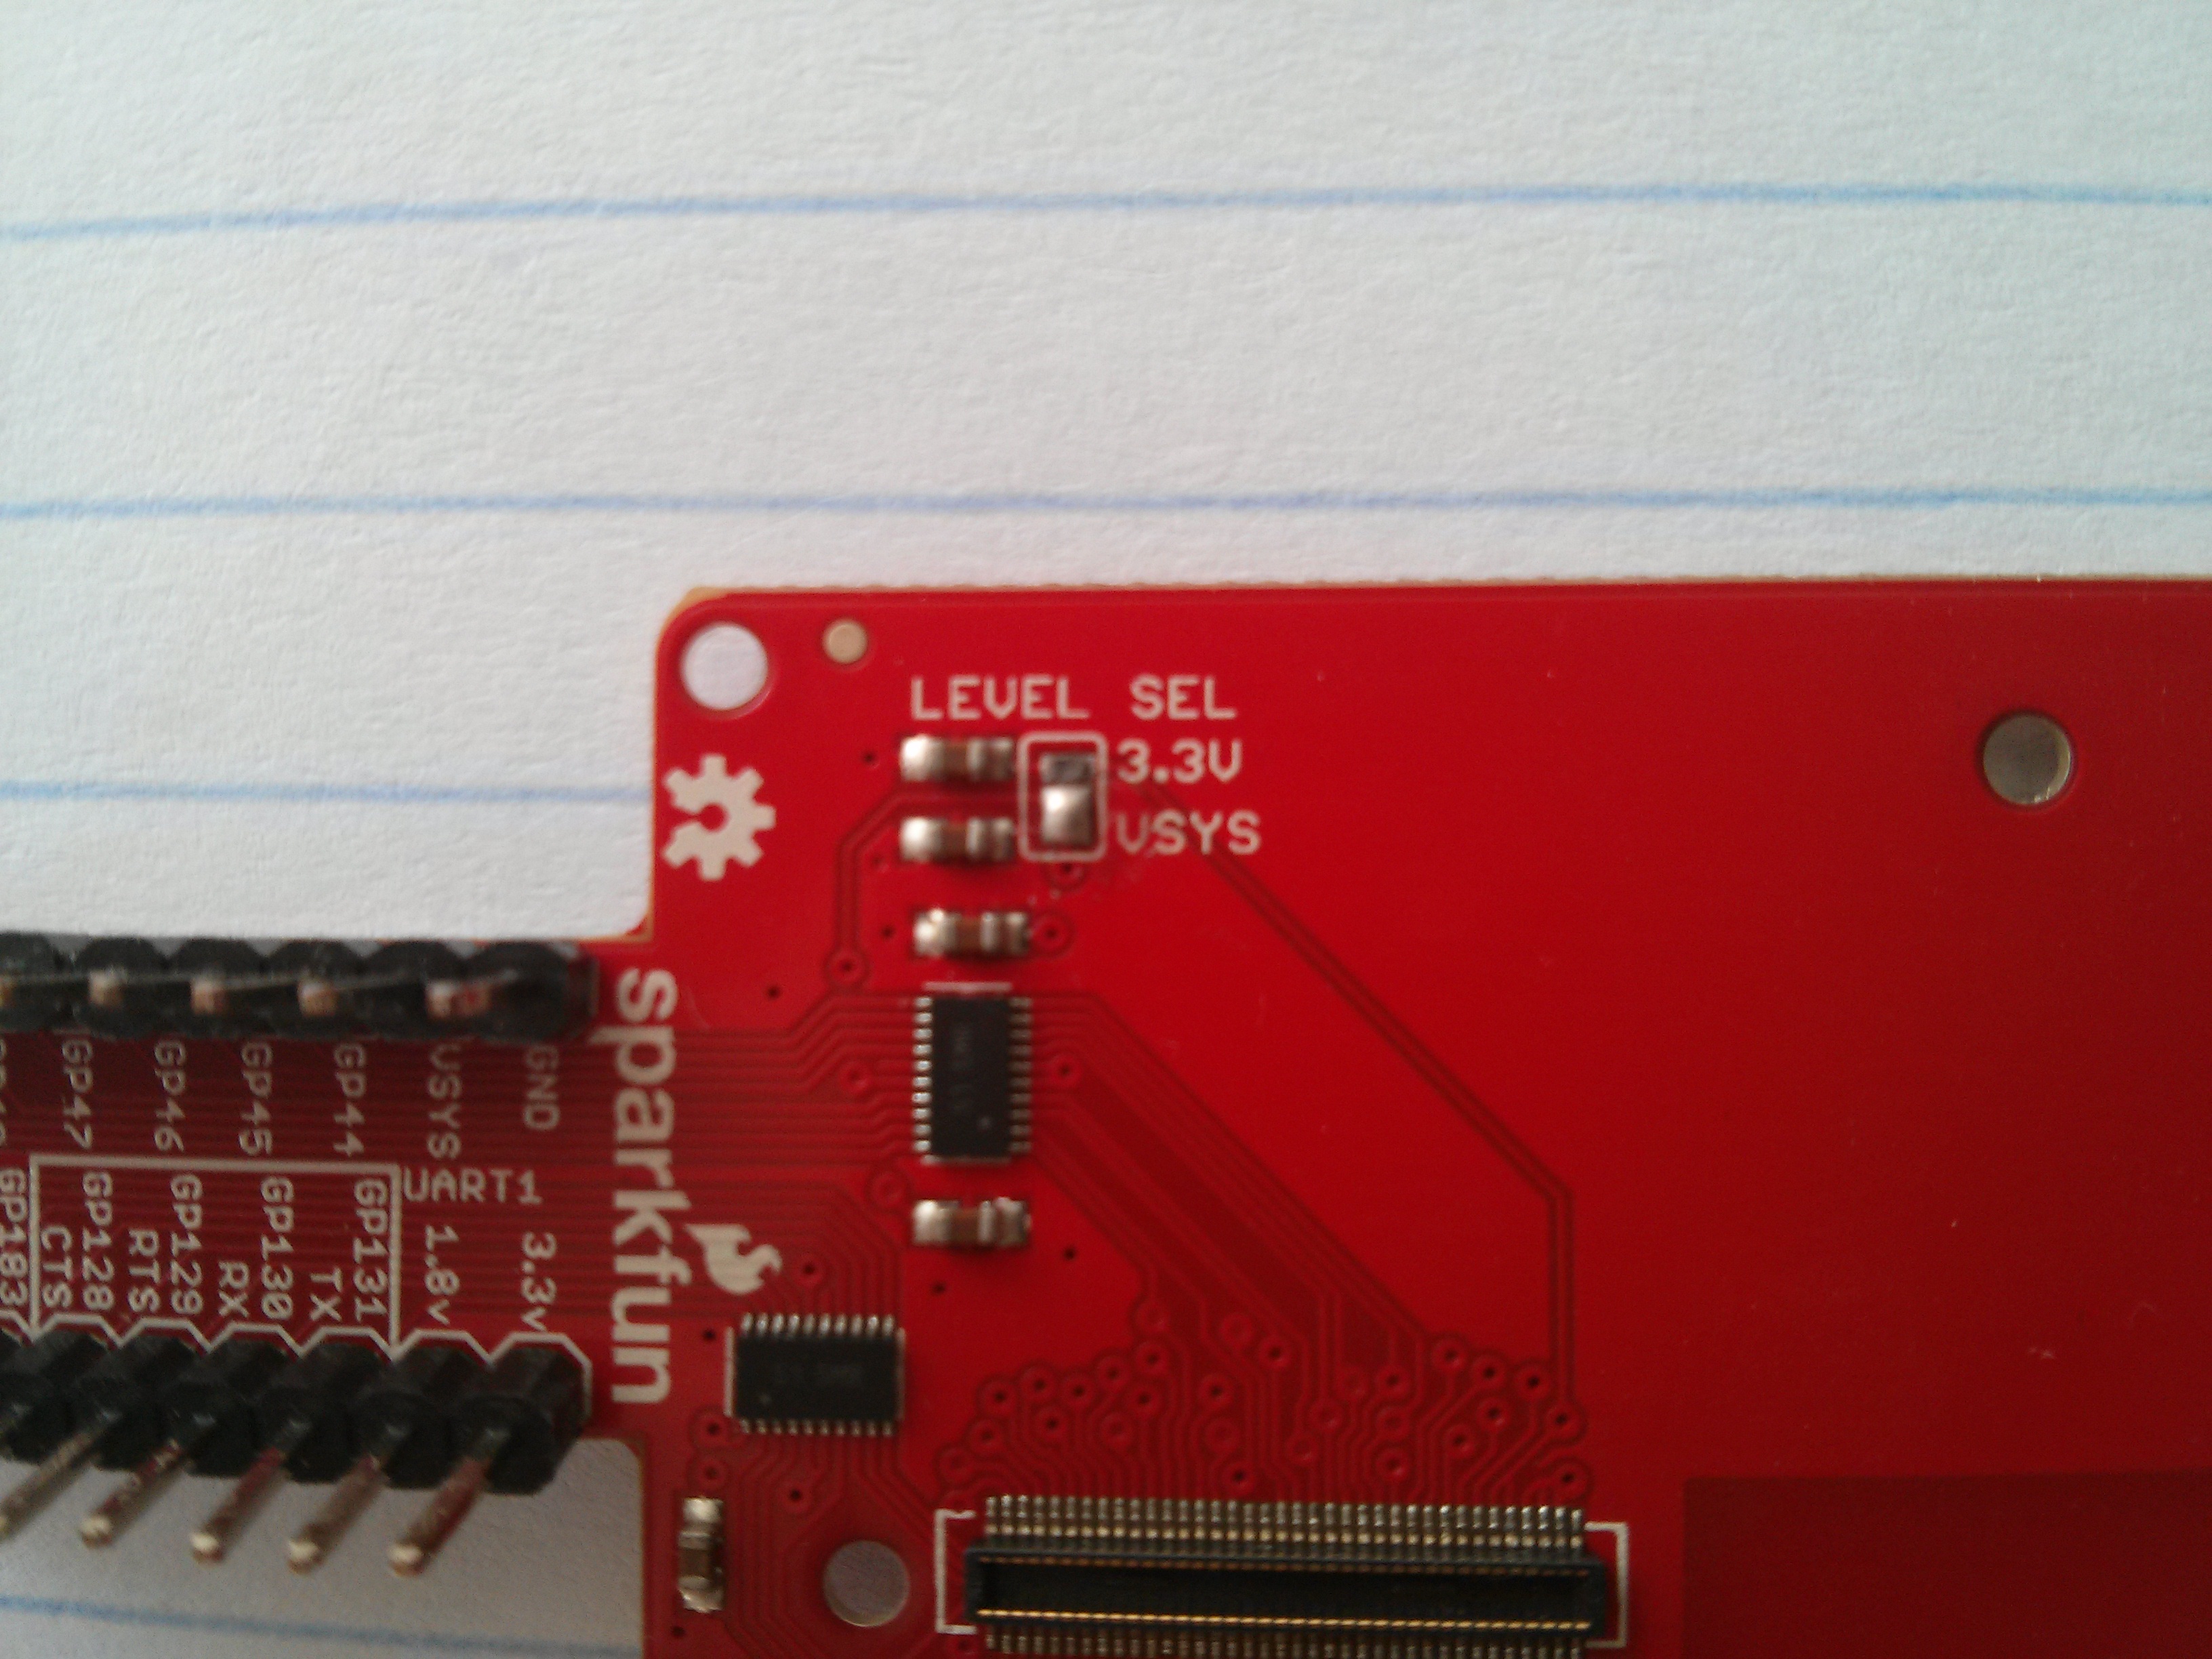 LEVEL SEL
3.3V
VSYS
sparkfun
GND
VSYS
GP44
GP45
GP46
GP47
UART1
3.3v
1.8v
GP131
TX
GP130
RX
GP129
RTS
GP128
CTS